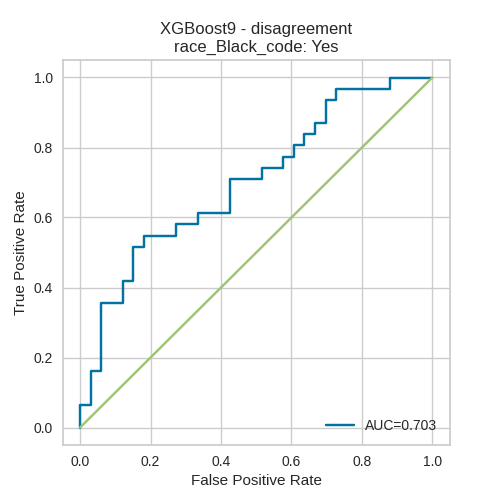 XGBoost9 - disagreement
race_Black_code: Yes
1.0
0.8
0.6
0.4
0.2
0.0
True Positive Rate
AUC=0.703
0.0 0.2 0.4 0.6 0.8 1.0
False Positive Rate